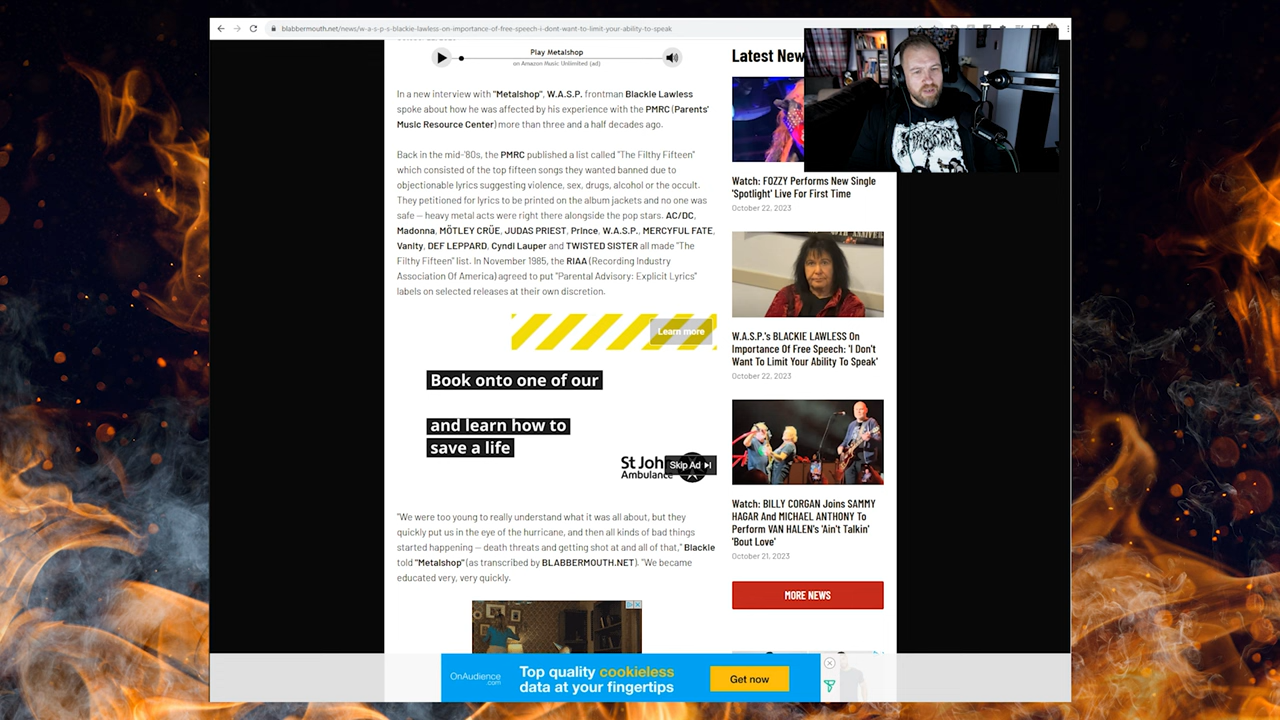 blabbermouth.net/news/w-a-s-p-s-blackie-lawless-on-importance-of-free-speech-i-dont-want-to-limit-your-ability-to-speak
Play Metalshop
on Amazon Music Unlimited (ad)
In a new interview with "Metalshop", W.A.S.P. frontman Blackie Lawless
spoke about how he was affected by his experience with the PMRC (Parents'
Music Resource Center) more than three and a half decades ago.
Back in the mid-'80s, the PMRC published a list called "The Filthy Fifteen"
which consisted of the top fifteen songs they wanted banned due to
objectionable lyrics suggesting violence, sex, drugs, alcohol or the occult.
They petitioned for lyrics to be printed on the album jackets and no one was
safe — heavy metal acts were right there alongside the pop stars. AC/DC,
Madonna, MÖTLEY CRÜE, JUDAS PRIEST, Prince, W.A.S.P., MERCYFUL FATE,
Vanity, DEF LEPPARD, Cyndi Lauper and TWISTED SISTER all made "The
Filthy Fifteen" list. In November 1985, the RIAA (Recording Industry
Association Of America) agreed to put "Parental Advisory: Explicit Lyrics"
labels on selected releases at their own discretion.
Learn more
Book onto one of our
and learn how to
save a life
St Joh
Ambulance
Skip Ad
"We were too young to really understand what it was all about, but they
quickly put us in the eye of the hurricane, and then all kinds of bad things
started happening — death threats and getting shot at and all of that," Blackie
told "Metalshop" (as transcribed by BLABBERMOUTH.NET). "We became
educated very, very quickly.
Latest New
Watch: FOZZY Performs New Single
'Spotlight' Live For First Time
October 22, 2023
W.A.S.P.'s BLACKIE LAWLESS On
Importance Of Free Speech: 'I Don't
Want To Limit Your Ability To Speak'
October 22, 2023
Watch: BILLY CORGAN Joins SAMMY
HAGAR And MICHAEL ANTHONY To
Perform VAN HALEN's 'Ain't Talkin'
'Bout Love'
October 21, 2023
MORE NEWS
OnAudience
.com
Top quality cookieless
data at your fingertips
Get now